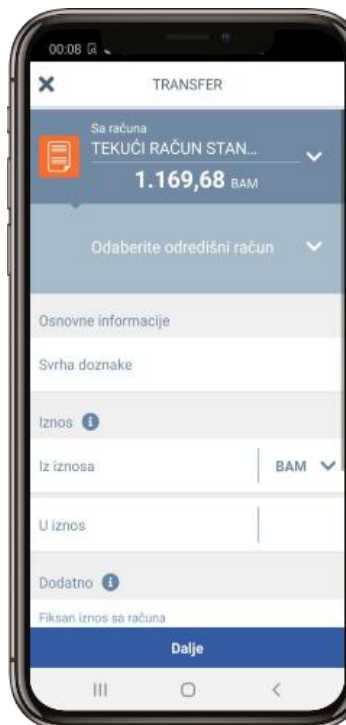 00:08
TRANSFER
Sa računa
TEKUĆI RAČUN STAN...
1.169,68 BAM
Odaberite odredišni račun
Osnovne informacije
Svrha doznake
Iznos
Iz iznosa
BAM
U iznos
Dodatno
Fiksan iznos sa računa
Dalje